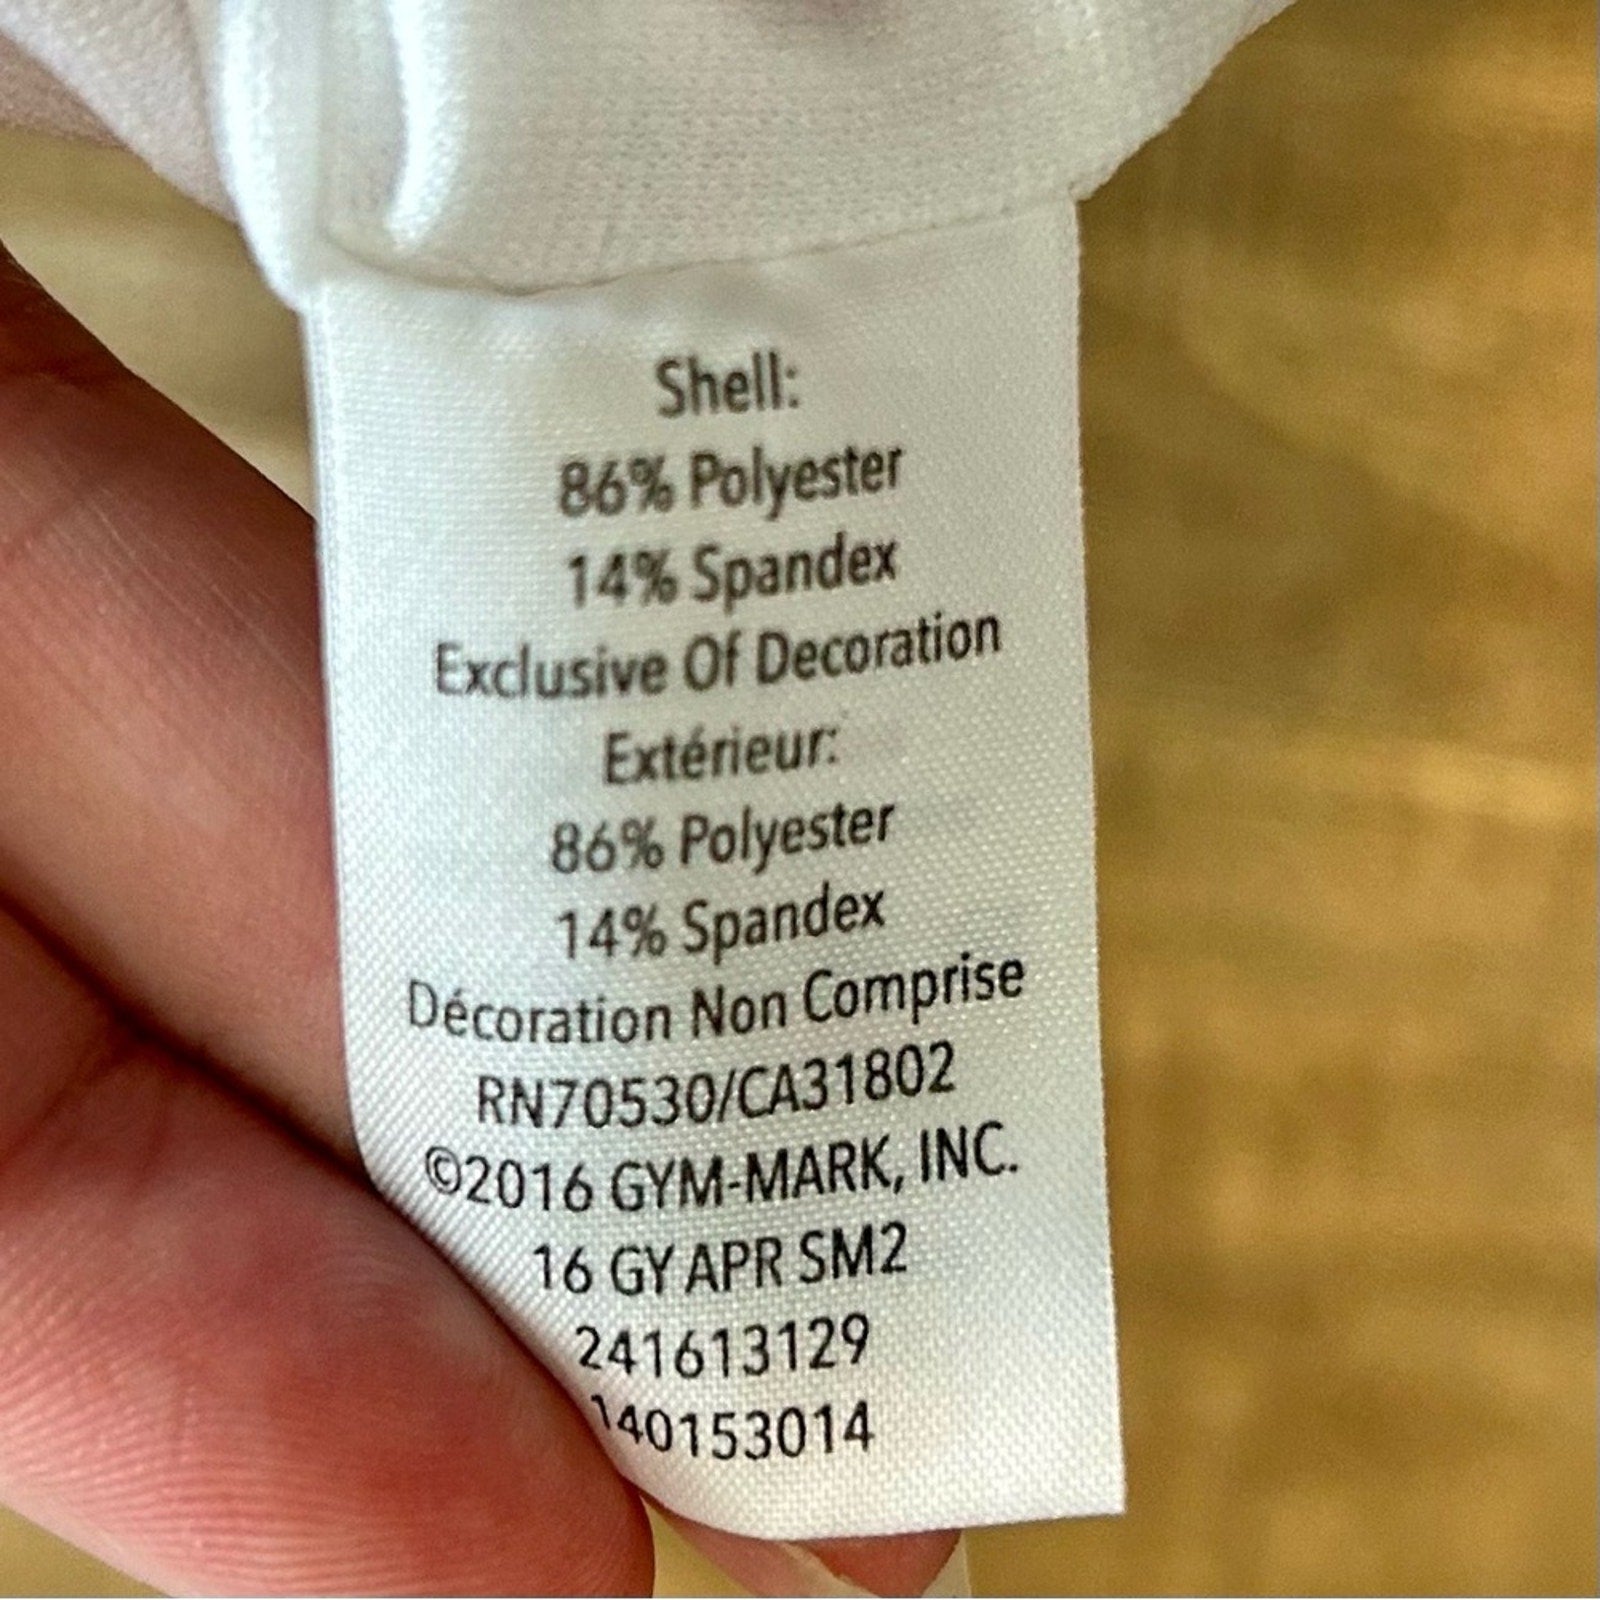 Shell:
86% Polyester
14% Spandex
Exclusive Of Decoration
Extérieur:
86% Polyester
14% Spandex
Décoration Non Comprise
RN70530/CA31802
©2016 GYM-MARK, INC.
16 GY APR SM2
241613129
140153014